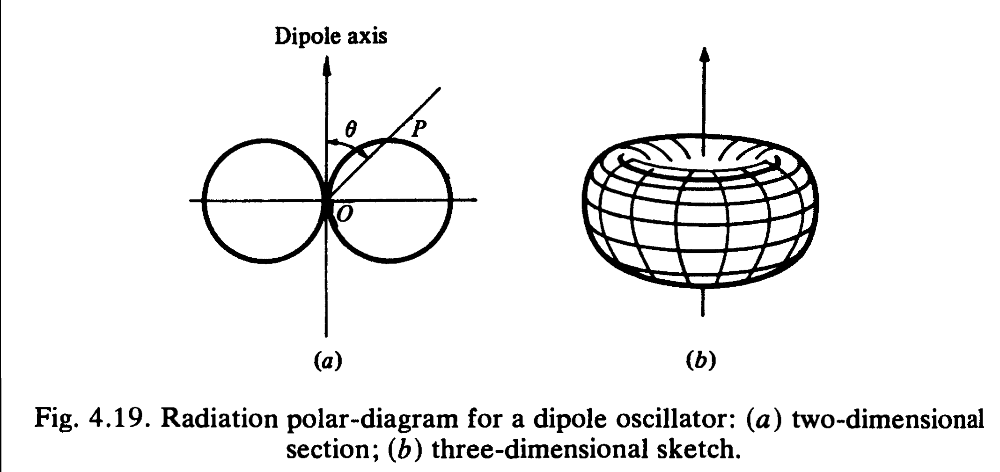 Dipole axis
θ
P
O
(a)
(b)
Fig. 4.19. Radiation polar-diagram for a dipole oscillator: (a) two-dimensional
section; (b) three-dimensional sketch.